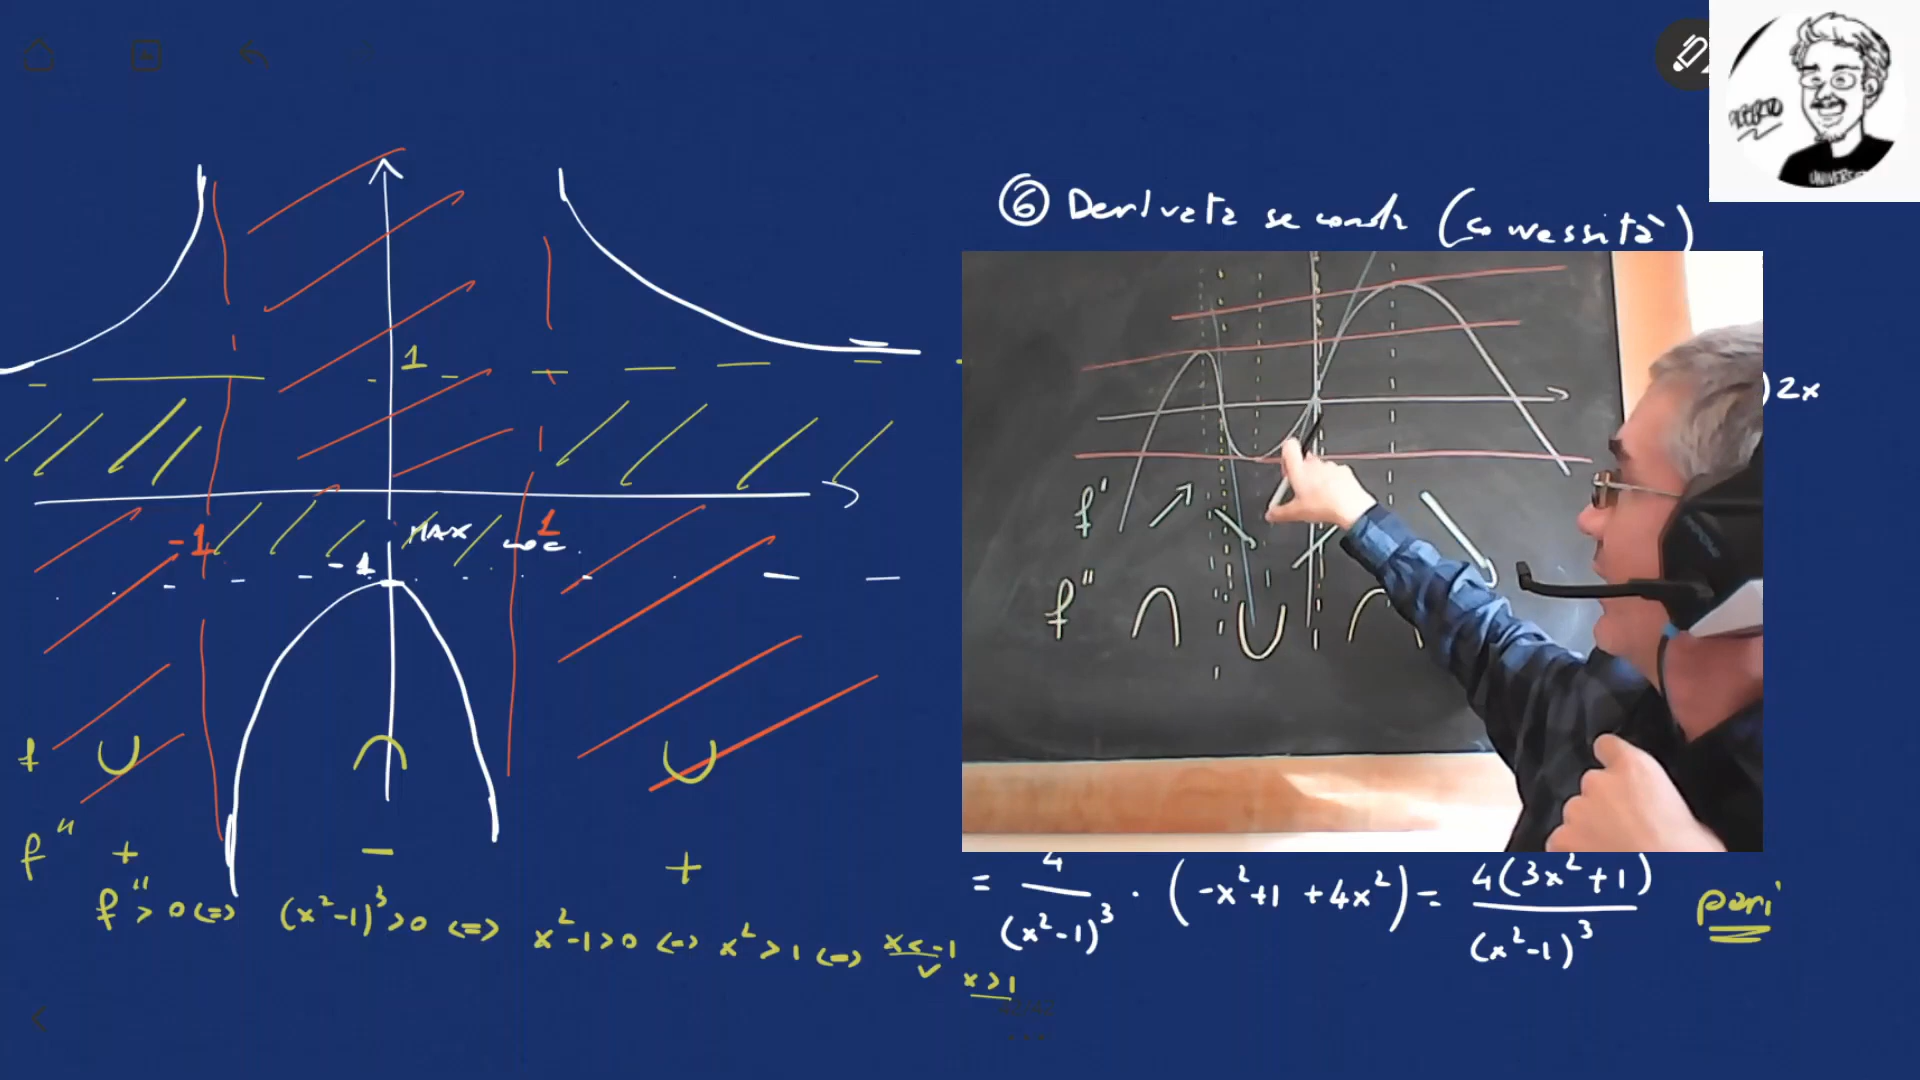 ⑥ Derivata seconda (convessità)
)2x
1
-1
1
MAX LOC.
-1
f'
f"
f
f" + − +
f">0 <=> (x²-1)³>0 <=> x²-1>0 <=> x²>1 <=> x<-1
v x>1
= 4/(x²-1)³ · (-x²+1 +4x²) = 4(3x²+1)/(x²-1)³ pari
ALBERTO